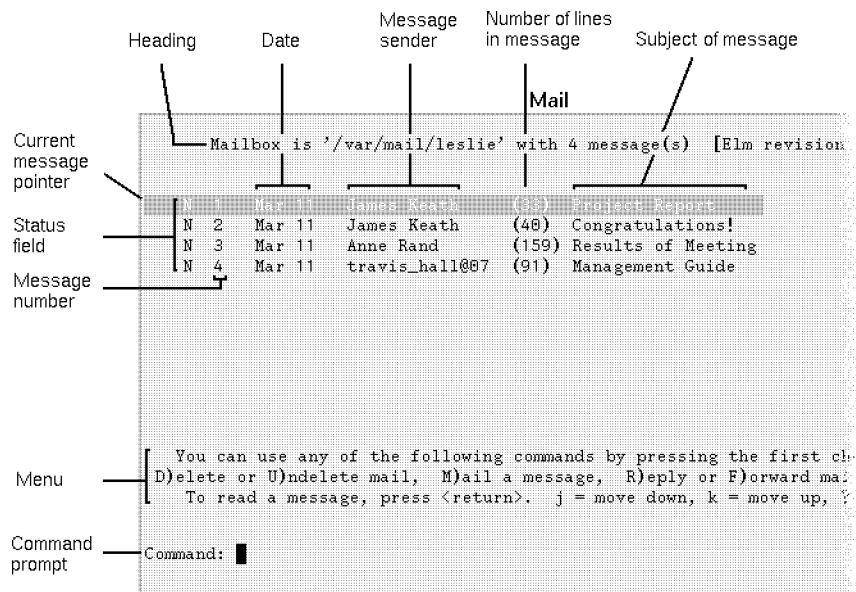 Heading
Date
Message
sender
Number of lines
in message
Subject of message
Mail
Current
message
pointer
Mailbox is '/var/mail/leslie' with 4 message(s) [Elm revision
N 1 Mar 11 James Keath (33) Project Report
Status
field
N 2 Mar 11 James Keath (40) Congratulations!
N 3 Mar 11 Anne Rand (159) Results of Meeting
N 4 Mar 11 travis_hall@07 (91) Management Guide
Message
number
Menu
You can use any of the following commands by pressing the first
D)elete or U)ndelete mail, M)ail a message, R)eply or F)orward
To read a message, press <return>. j = move down, k = move up,
Command
prompt
Command: